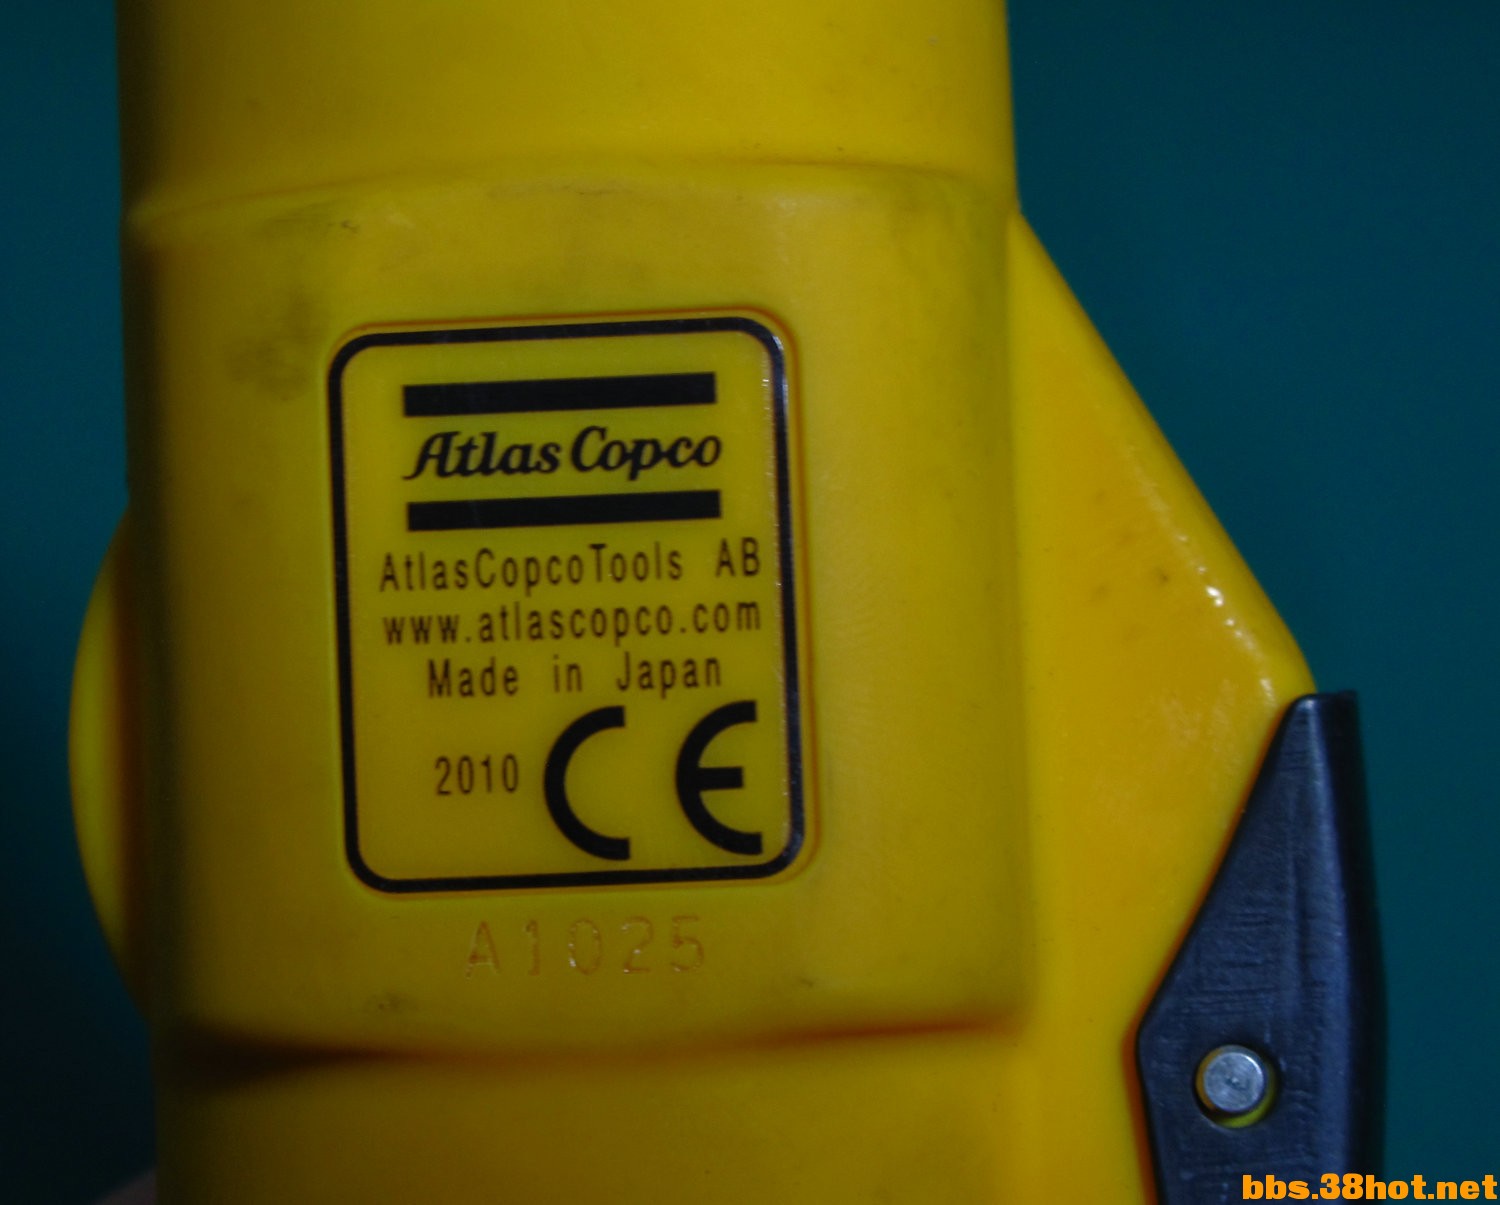 Atlas Copco
AtlasCopcoTools AB
www.atlascopco.com
Made in Japan
2010 CE
A1025
bbs.38hot.net